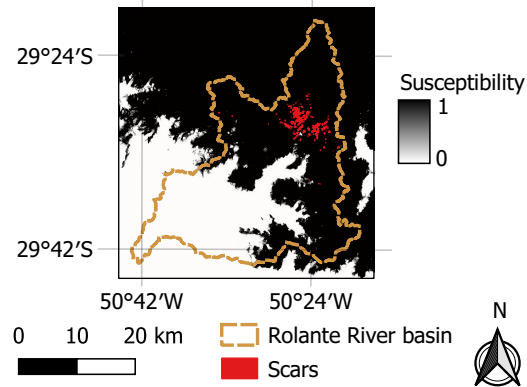 29°24'S
Susceptibility
1
0
29°42'S
50°42'W 50°24'W
0 10 20 km
Rolante River basin
Scars
N